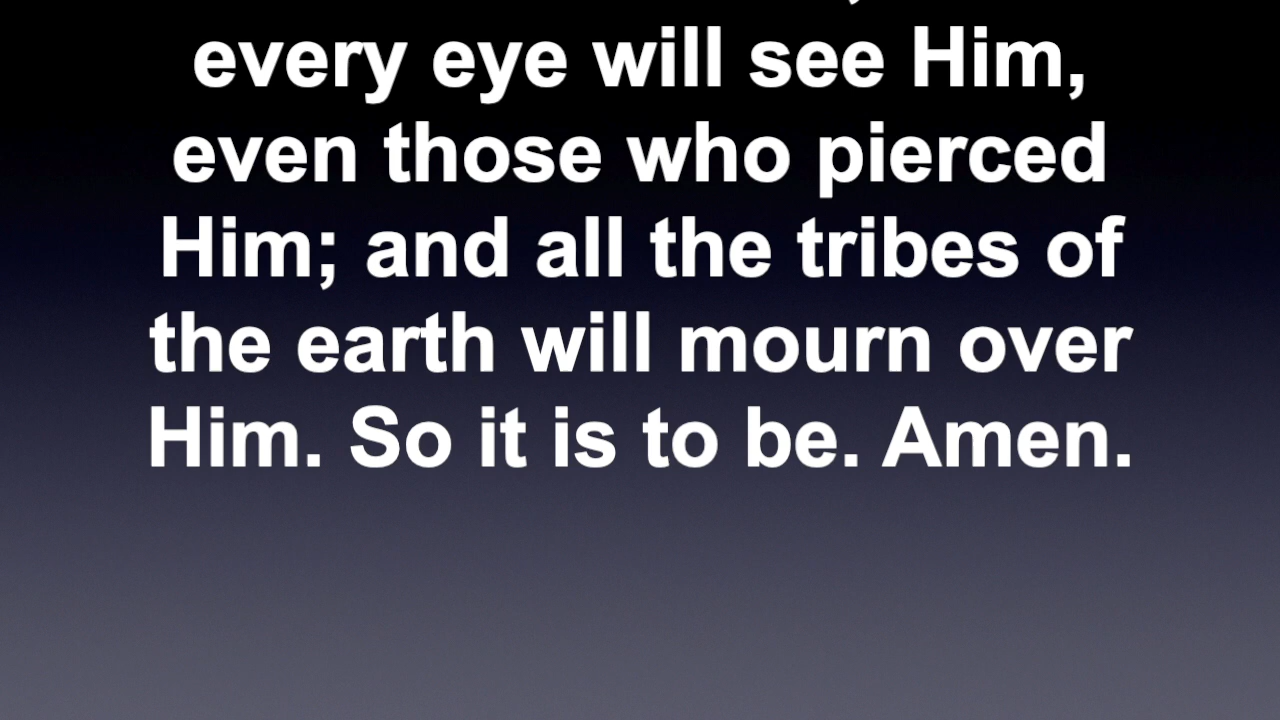 every eye will see Him,
even those who pierced
Him; and all the tribes of
the earth will mourn over
Him. So it is to be. Amen.